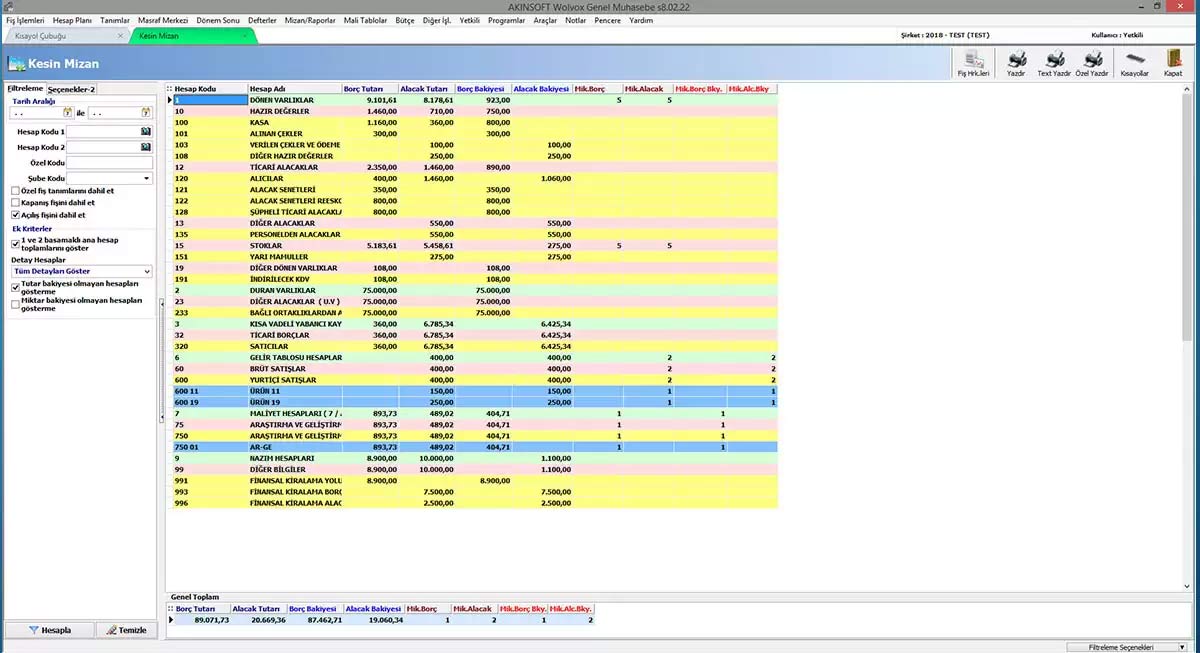 AKINSOFT Wolvox Genel Muhasebe s8.02.22
Fiş İşlemleri Hesap Planı Tanımlar Masraf Merkezi Dönem Sonu Defterler Mizan/Raporlar Mali Tablolar Bütçe Diğer İşl. Yetkili Programlar Araçlar Notlar Pencere Yardım
Kısayol Çubuğu Kesin Mizan Şirket : 2018 - TEST (TEST) Kullanıcı : Yetkili
Kesin Mizan
Fiş Hrk.leri Yazdır Text Yazdır Özel Yazdır Kısayollar Kapat
Filtreleme Seçenekler-2
Tarih Aralığı
. . ile . .
Hesap Kodu 1
Hesap Kodu 2
Özel Kodu
Şube Kodu
Özel fiş tanımlarını dahil et
Kapanış fişini dahil et
Açılış fişini dahil et
Ek Kriterler
1 ve 2 basamaklı ana hesap
toplamlarını göster
Detay Hesaplar
Tüm Detayları Göster
Tutar bakiyesi olmayan hesapları
gösterme
Miktar bakiyesi olmayan hesapları
gösterme
Hesapla Temizle
Hesap Kodu Hesap Adı Borç Tutarı Alacak Tutarı Borç Bakiyesi Alacak Bakiyesi Mik.Borç Mik.Alacak Mik.Borç Bky. Mik.Alc.Bky
1 DÖNEN VARLIKLAR 9.101,61 8.178,61 923,00 5 5
10 HAZIR DEĞERLER 1.460,00 710,00 750,00
100 KASA 1.160,00 360,00 800,00
101 ALINAN ÇEKLER 300,00 300,00
103 VERİLEN ÇEKLER VE ÖDEME 100,00 100,00
108 DİĞER HAZIR DEĞERLER 250,00 250,00
12 TİCARİ ALACAKLAR 2.350,00 1.460,00 890,00
120 ALICILAR 400,00 1.460,00 1.060,00
121 ALACAK SENETLERİ 350,00 350,00
122 ALACAK SENETLERİ REESKO 800,00 800,00
128 ŞÜPHELİ TİCARİ ALACAKL 800,00 800,00
13 DİĞER ALACAKLAR 550,00 550,00
135 PERSONELDEN ALACAKLAR 550,00 550,00
15 STOKLAR 5.183,61 5.458,61 275,00 5 5
151 YARI MAMULLER 275,00 275,00
19 DİĞER DÖNEN VARLIKLAR 108,00 108,00
191 İNDİRİLECEK KDV 108,00 108,00
2 DURAN VARLIKLAR 75.000,00 75.000,00
23 DİĞER ALACAKLAR ( U.V ) 75.000,00 75.000,00
233 BAĞLI ORTAKLIKLARDAN A 75.000,00 75.000,00
3 KISA VADELİ YABANCI KAY 360,00 6.785,34 6.425,34
32 TİCARİ BORÇLAR 360,00 6.785,34 6.425,34
320 SATICILAR 360,00 6.785,34 6.425,34
6 GELİR TABLOSU HESAPLAR 400,00 400,00 2 2
60 BRÜT SATIŞLAR 400,00 400,00 2 2
600 YURTİÇİ SATIŞLAR 400,00 400,00 2 2
600 11 ÜRÜN 11 150,00 150,00 1 1
600 19 ÜRÜN 19 250,00 250,00 1 1
7 MALİYET HESAPLARI ( 7 / 893,73 489,02 404,71 1 1
75 ARAŞTIRMA VE GELİŞTİRM 893,73 489,02 404,71 1 1
750 ARAŞTIRMA VE GELİŞTİRM 893,73 489,02 404,71 1 1
750 01 AR-GE 893,73 489,02 404,71 1 1
9 NAZIM HESAPLARI 8.900,00 10.000,00 1.100,00
99 DİĞER BİLGİLER 8.900,00 10.000,00 1.100,00
991 FİNANSAL KİRALAMA YOLU 8.900,00 8.900,00
993 FİNANSAL KİRALAMA BORÇ 7.500,00 7.500,00
996 FİNANSAL KİRALAMA ALAC 2.500,00 2.500,00
Genel Toplam
Borç Tutarı Alacak Tutarı Borç Bakiyesi Alacak Bakiyesi Mik.Borç Mik.Alacak Mik.Borç Bky. Mik.Alc.Bky.
89.071,73 20.669,36 87.462,71 19.060,34 1 2 1 2
Filtreleme Seçenekleri